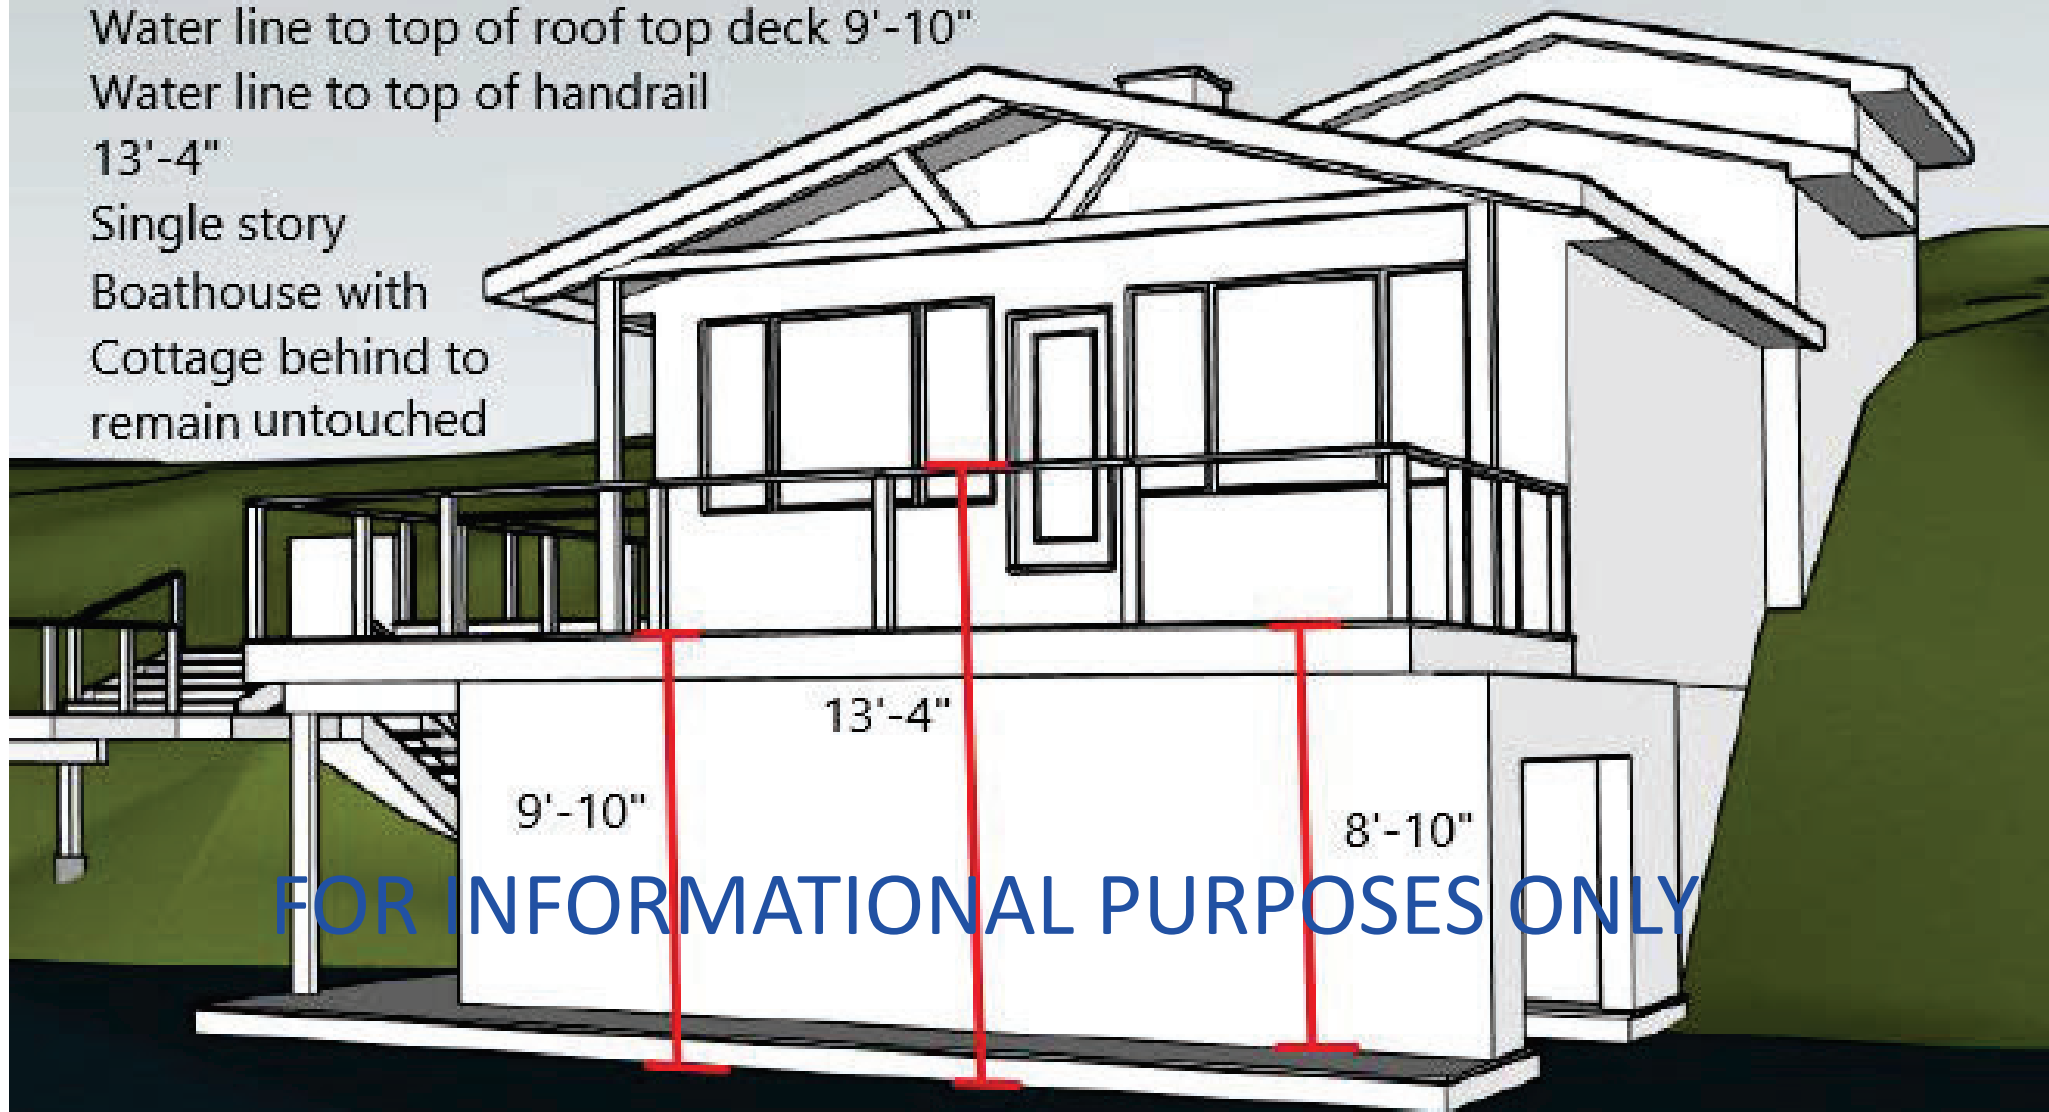 Water line to top of roof top deck 9'-10"
Water line to top of handrail
13'-4"
Single story
Boathouse with
Cottage behind to
remain untouched
13'-4"
9'-10"
8'-10"
FOR INFORMATIONAL PURPOSES ONLY